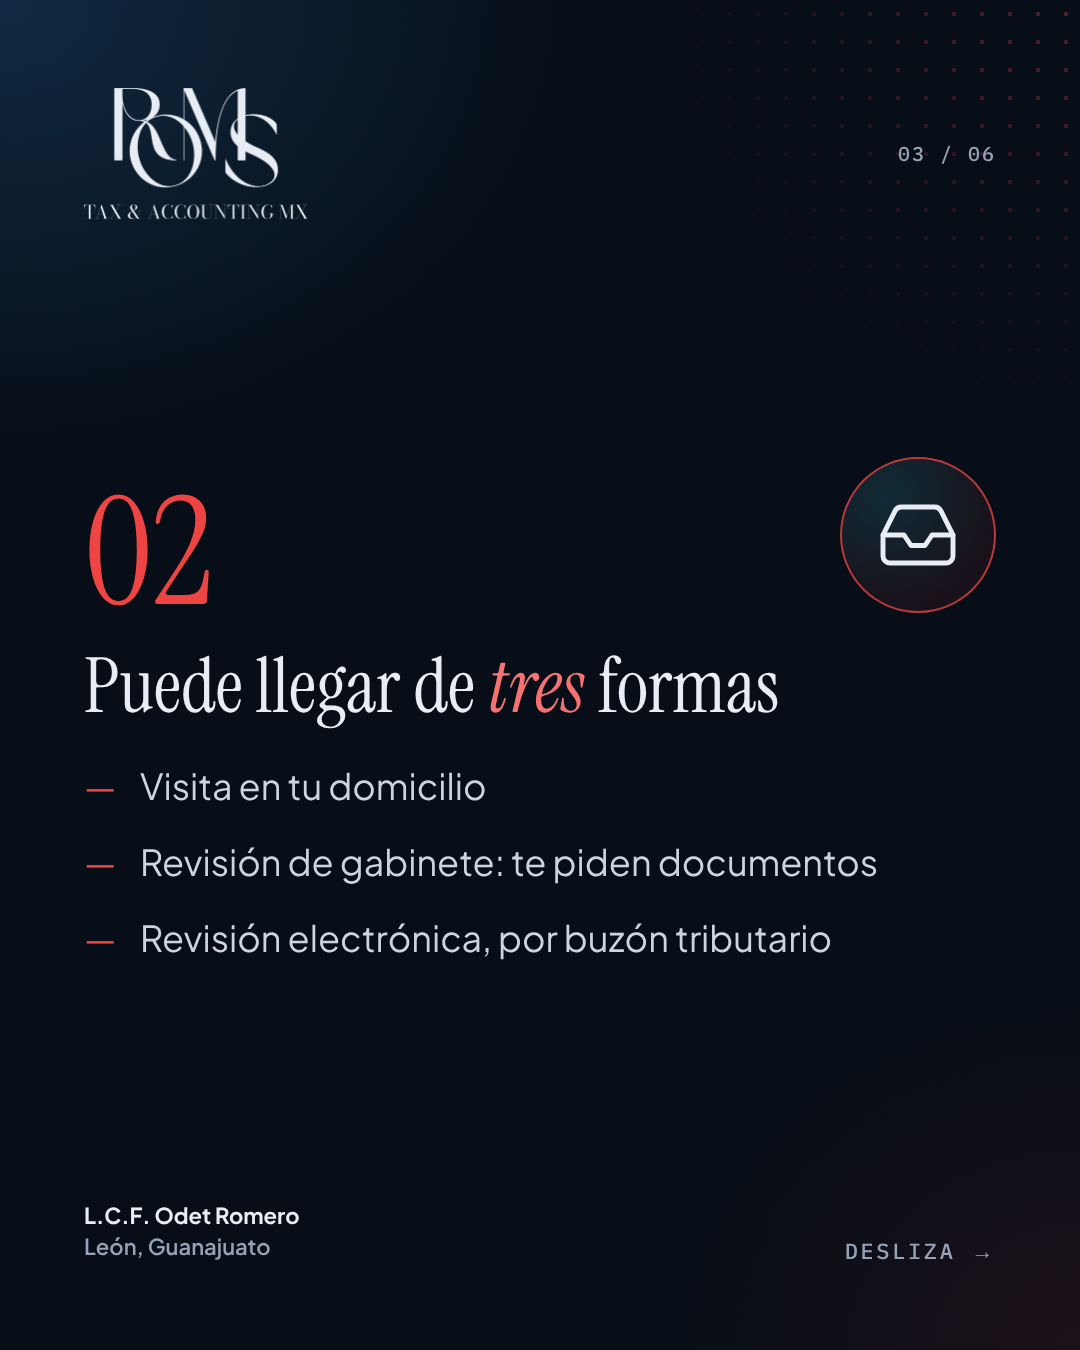 ROMS
TAX & ACCOUNTING MX
03 / 06
02
Puede llegar de tres formas
— Visita en tu domicilio
— Revisión de gabinete: te piden documentos
— Revisión electrónica, por buzón tributario
L.C.F. Odet Romero
León, Guanajuato
DESLIZA →